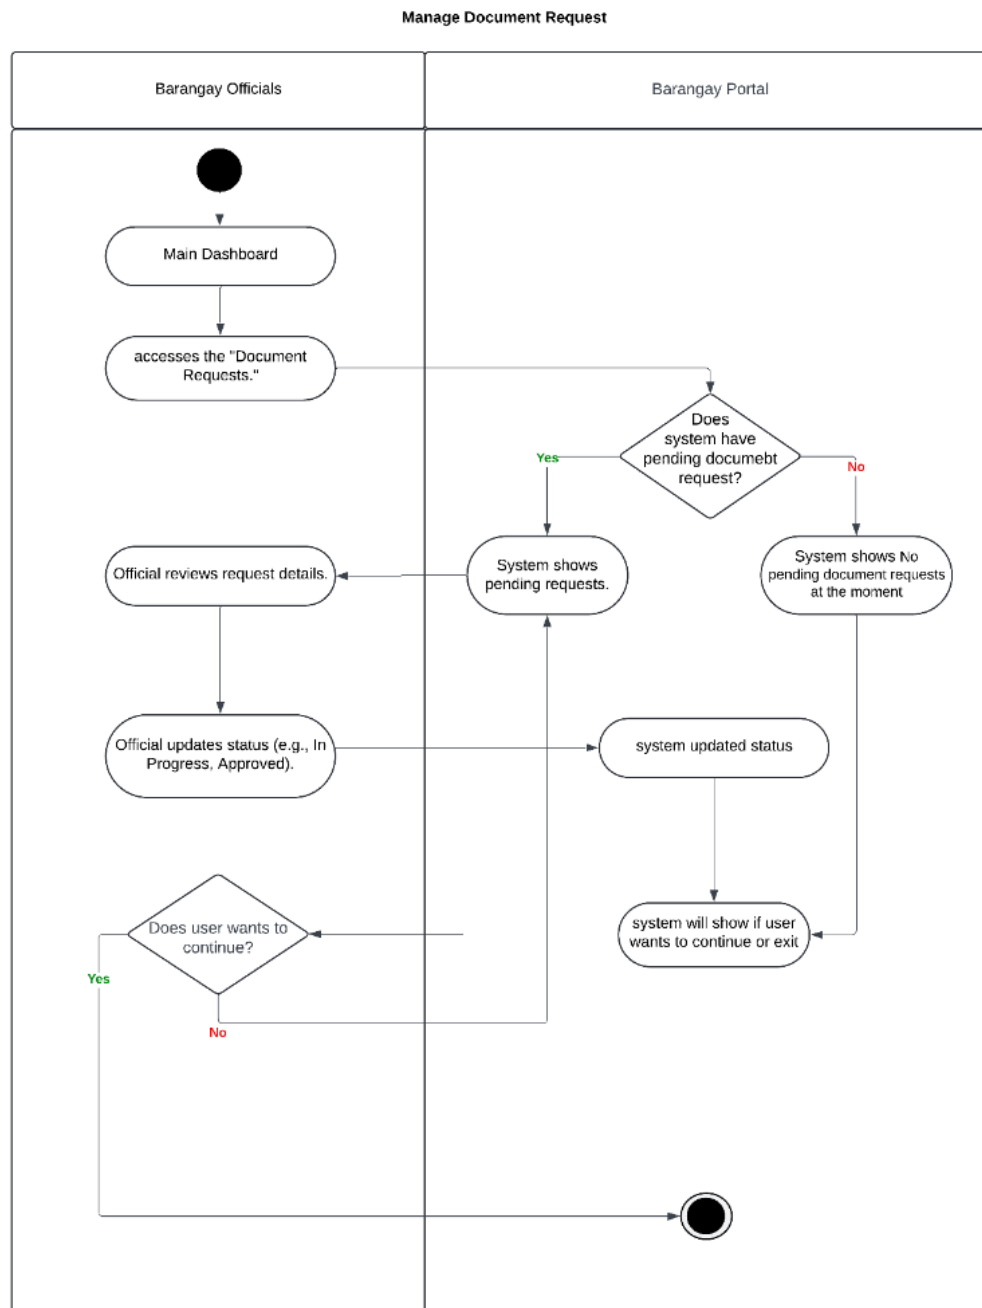 Manage Document Request
Barangay Officials
Barangay Portal
Main Dashboard
accesses the "Document
Requests."
Does
system have
pending documebt
request?
Yes
No
Official reviews request details.
System shows
pending requests.
System shows No
pending document requests
at the moment
Official updates status (e.g., In
Progress, Approved).
system updated status
Does user wants to
continue?
system will show if user
wants to continue or exit
Yes
No